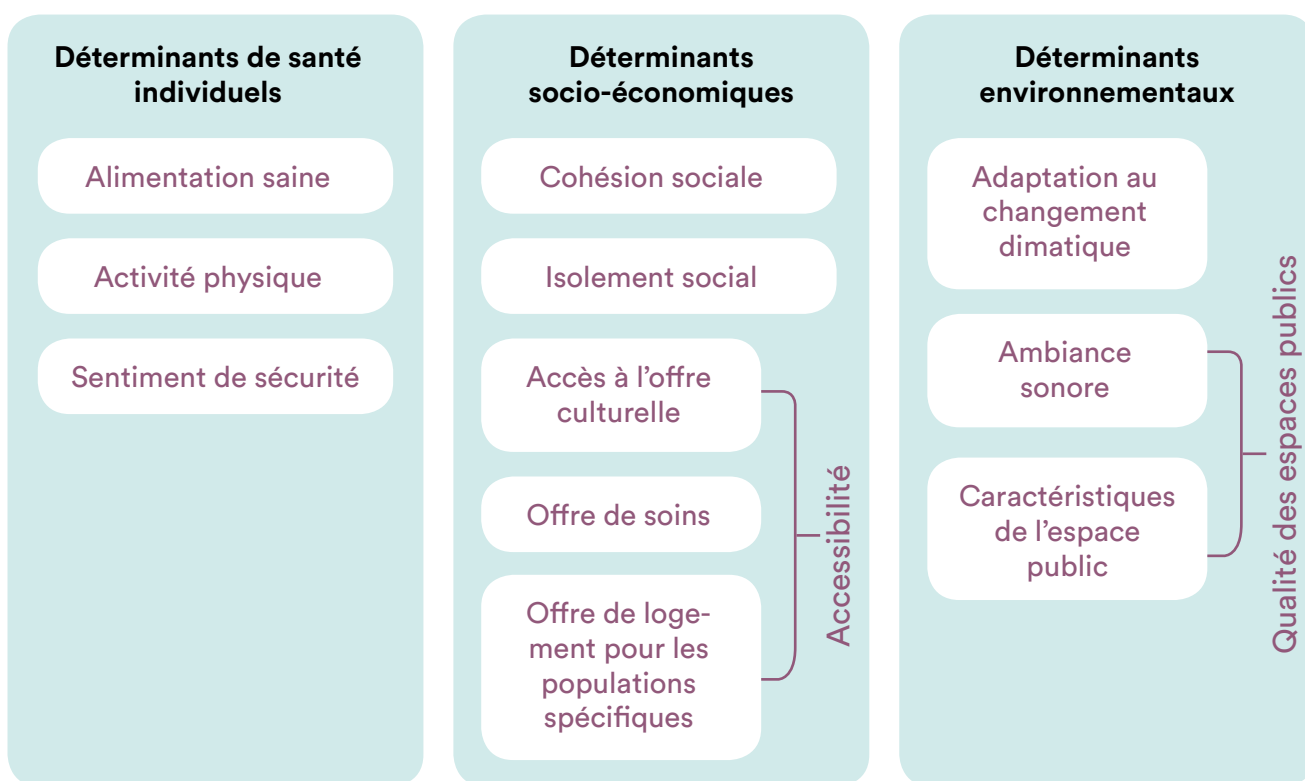 Déterminants de santé
individuels
Alimentation saine
Activité physique
Sentiment de sécurité
Déterminants
socio-économiques
Cohésion sociale
Isolement social
Accès à l’offre
culturelle
Offre de soins
Offre de loge-
ment pour les
populations
spécifiques
Accessibilité
Déterminants
environnementaux
Adaptation au
changement
dimatique
Ambiance
sonore
Caractéristiques
de l’espace
public
Qualité des espaces publics